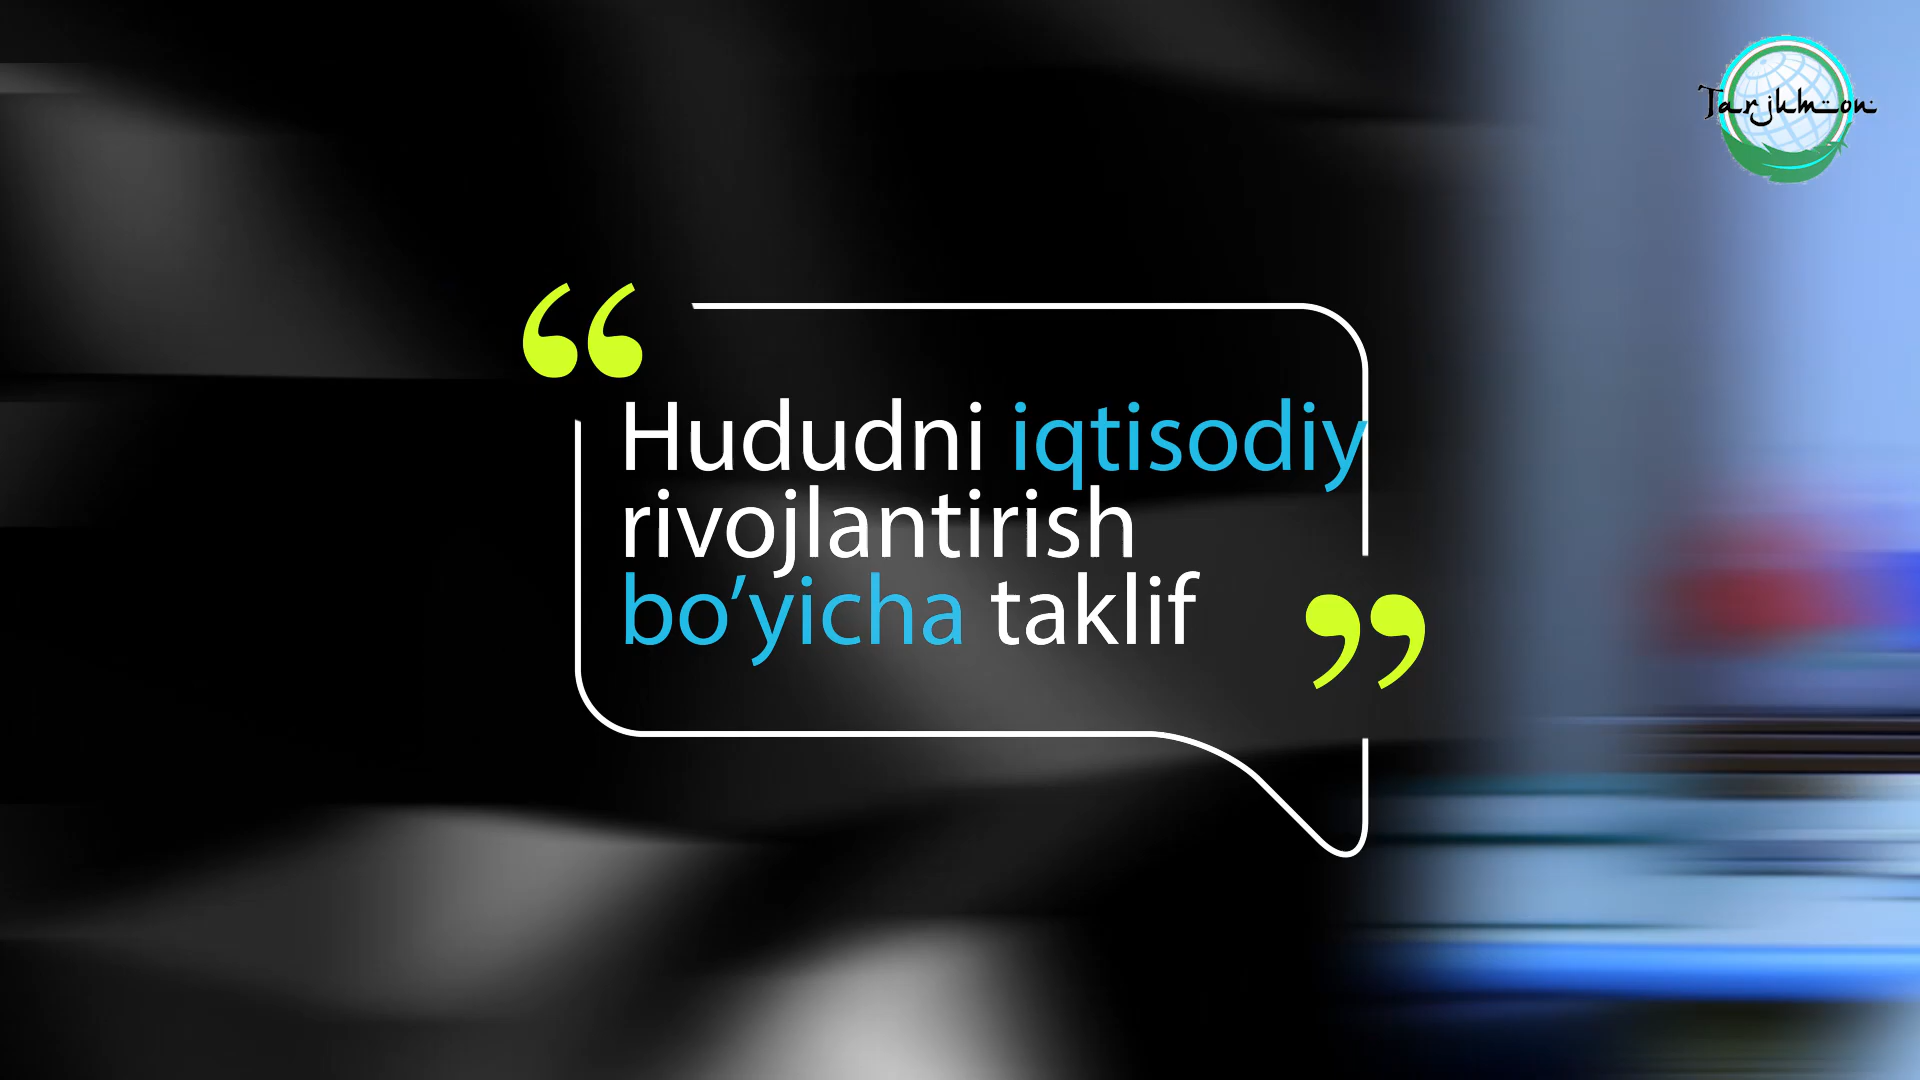 Tarjimon
“
Hududni iqtisodiy
rivojlantirish
bo’yicha taklif
”